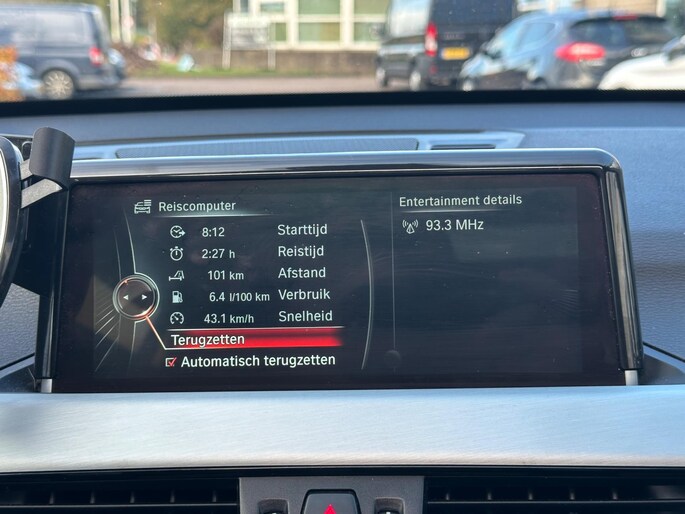 Reiscomputer
8:12 Starttijd
2:27 h Reistijd
101 km Afstand
6.4 l/100 km Verbruik
43.1 km/h Snelheid
Terugzetten
Automatisch terugzetten
Entertainment details
93.3 MHz